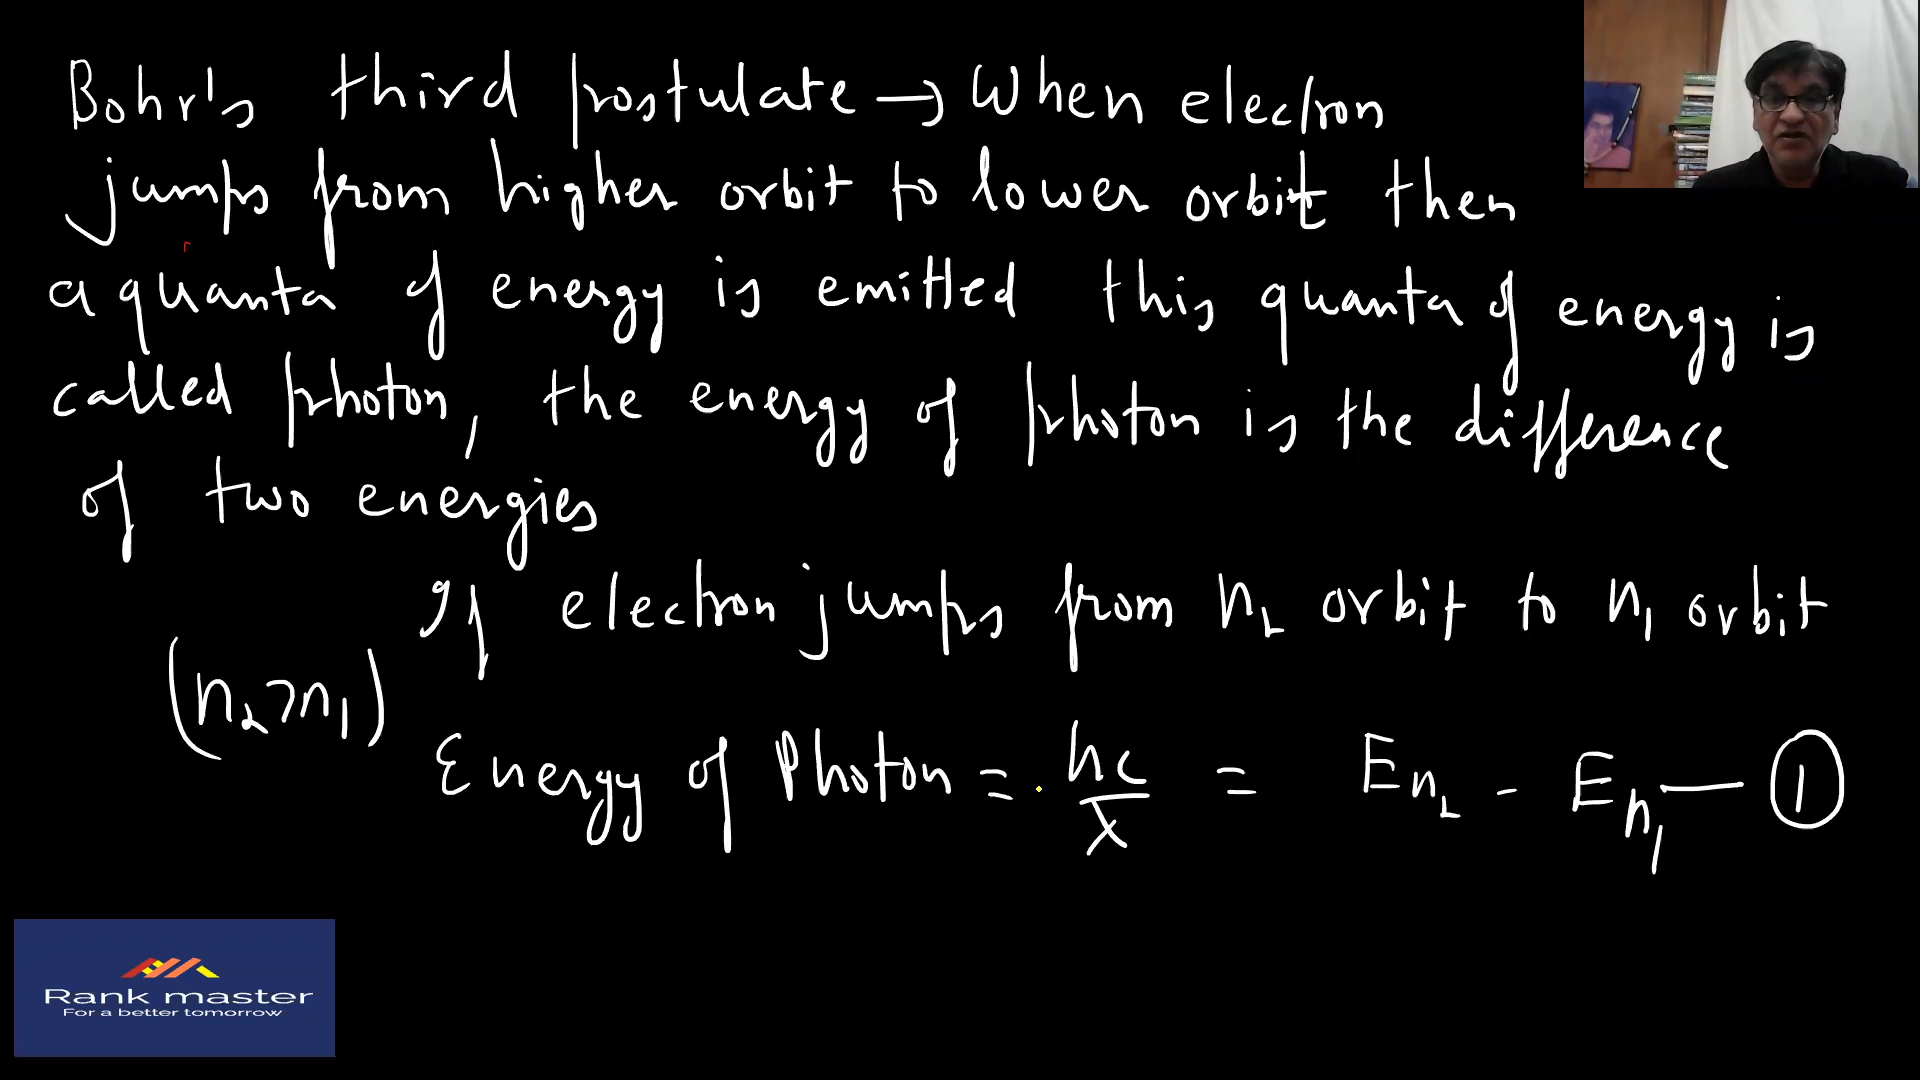 Bohr's third postulate → When electron
jumps from higher orbit to lower orbit then
a quanta of energy is emitted this quanta of energy is
called photon, the energy of photon is the difference
of two energies
If electron jumps from n₂ orbit to n₁ orbit
(n₂>n₁)
Energy of Photon = hc/λ = En₂ - En₁ — ①
Rank master
For a better tomorrow